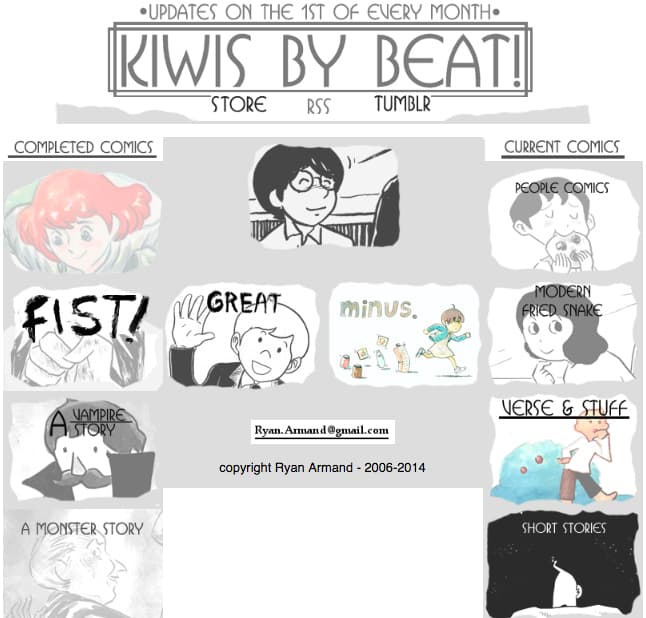 •UPDATES ON THE 1ST OF EVERY MONTH•
KIWIS BY BEAT!
STORE RSS TUMBLR
COMPLETED COMICS
CURRENT COMICS
PEOPLE COMICS
FIST!
GREAT
minus.
MODERN
FRIED SNAKE
A VAMPIRE
STORY
Ryan.Armand@gmail.com
VERSE & STUFF
copyright Ryan Armand - 2006-2014
A MONSTER STORY
SHORT STORIES